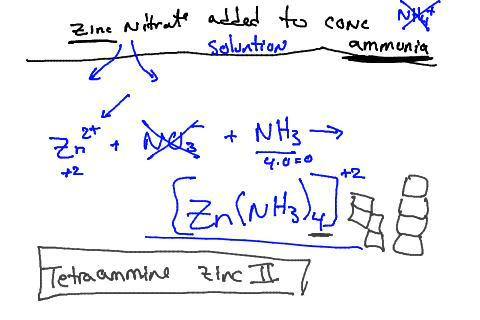 Zinc Nitrate added to conc NH4+
Solution ammonia
Zn2+ + NO3 + NH3 →
+2 4·0=0
[Zn(NH3)4]+2
Tetraammine Zinc II